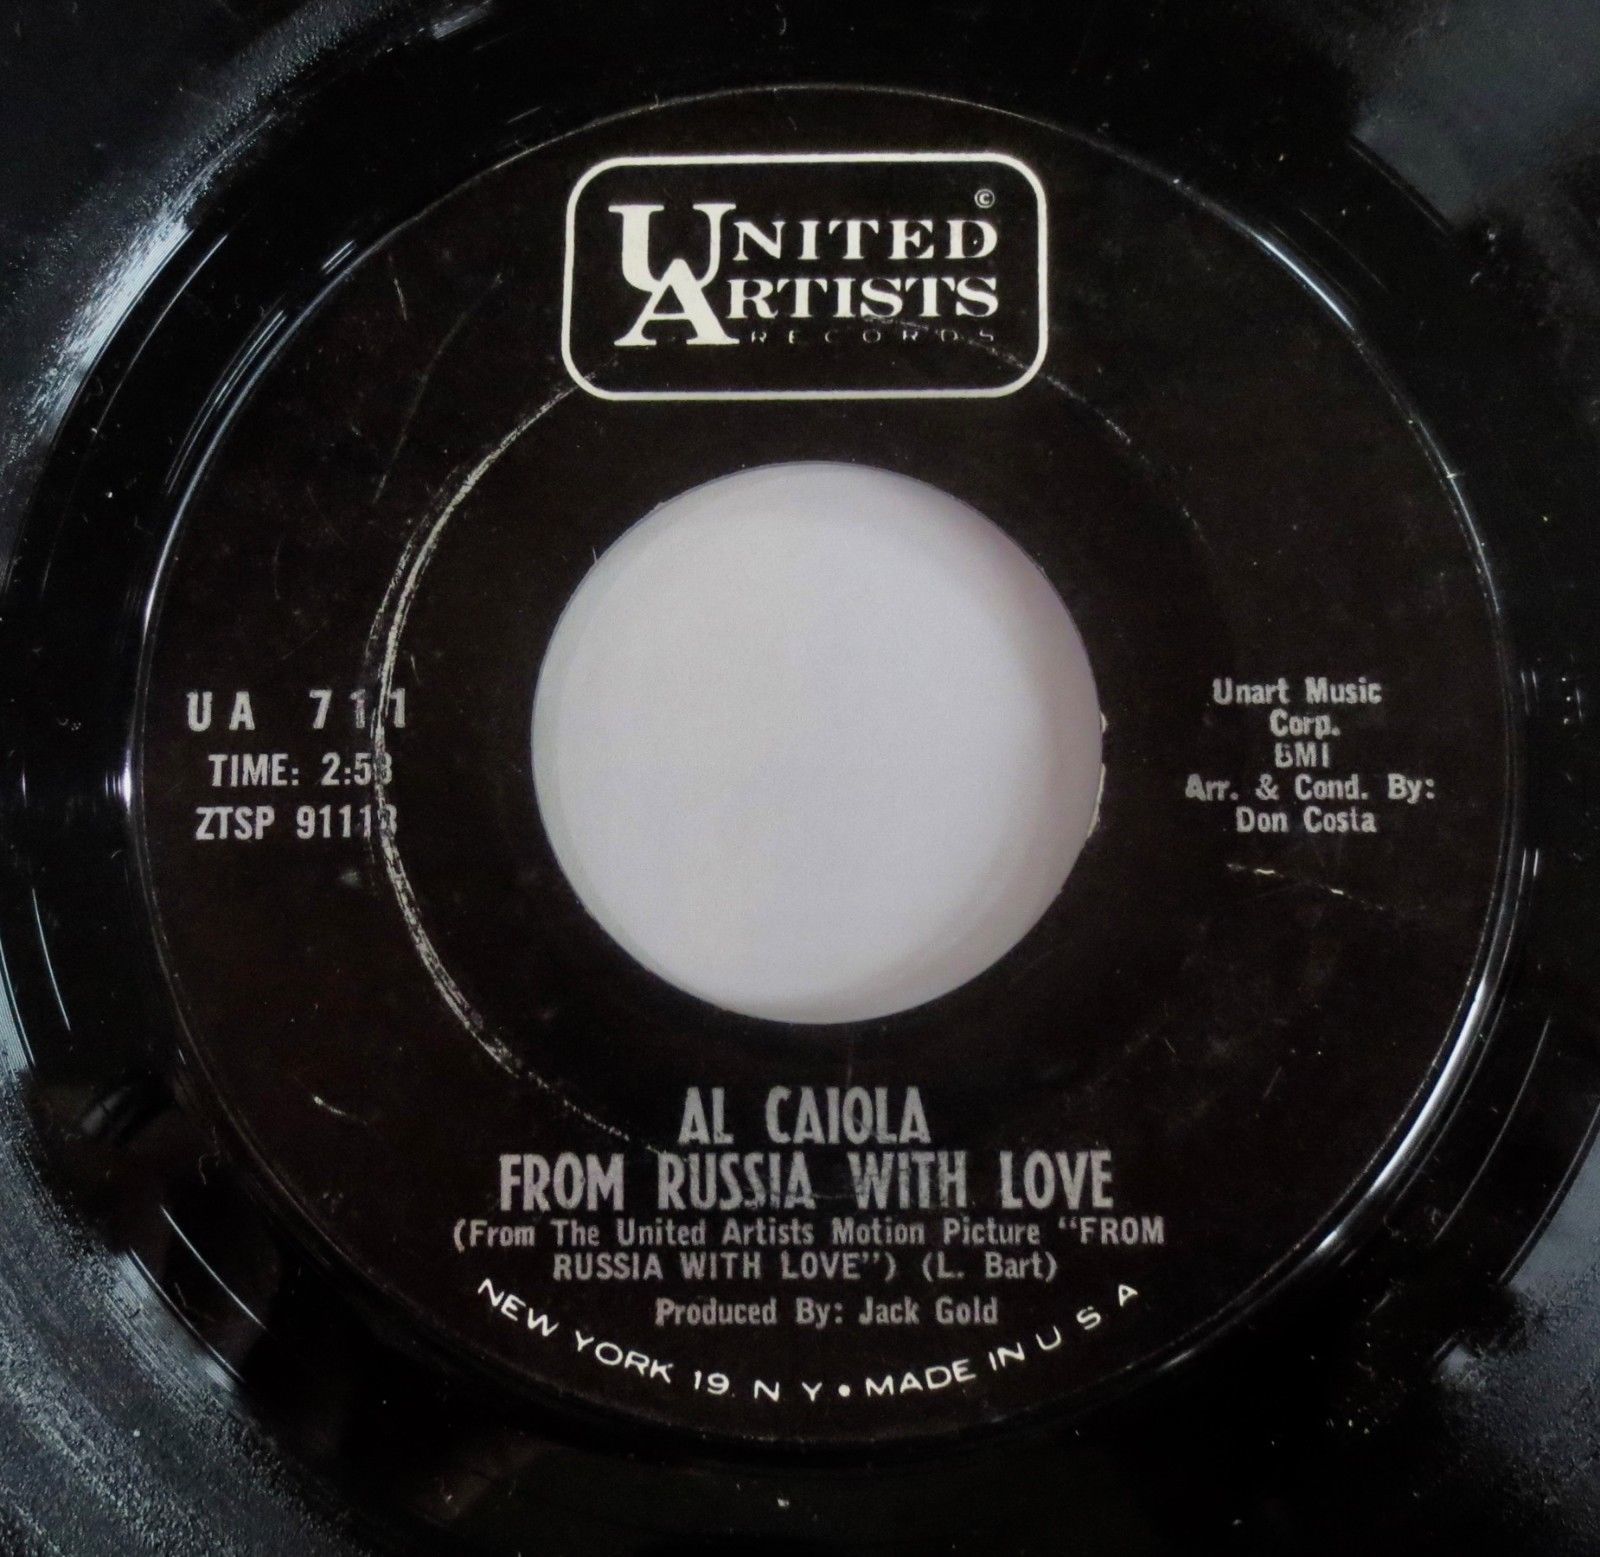 UNITED ©
ARTISTS
RECORDS
UA 711
TIME: 2:58
ZTSP 91113
Unart Music
Corp.
BMI
Arr. & Cond. By:
Don Costa
AL CAIOLA
FROM RUSSIA WITH LOVE
(From The United Artists Motion Picture “FROM
RUSSIA WITH LOVE”) (L. Bart)
Produced By: Jack Gold
NEW YORK 19. N Y • MADE IN U S A